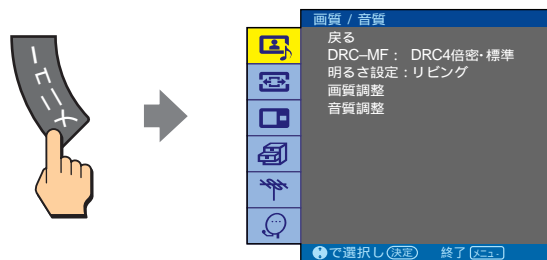 メニュー
画質 / 音質
戻る
DRC–MF： DRC4倍密･標準
明るさ設定：リビング
画質調整
音質調整
で選択し 決定 終了 メニュー